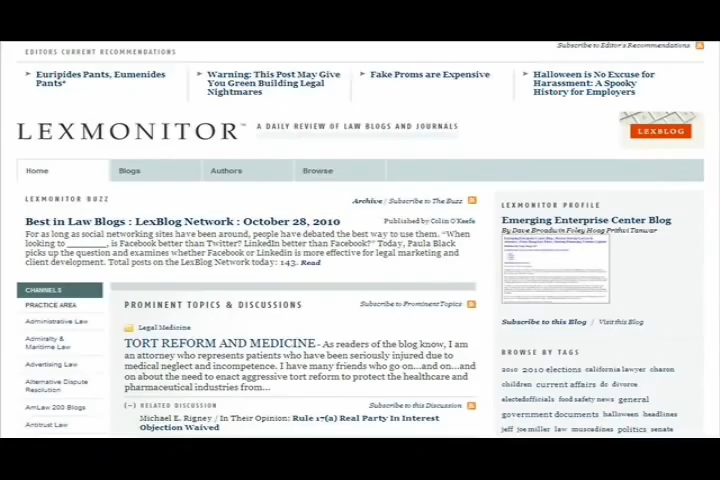 EDITORS CURRENT RECOMMENDATIONS
Subscribe to Editor's Recommendations
Euripides Pants, Eumenides
Pants*
Warning: This Post May Give
You Green Building Legal
Nightmares
Fake Proms are Expensive
Halloween is No Excuse for
Harassment: A Spooky
History for Employers
LEXMONITOR™
A DAILY REVIEW OF LAW BLOGS AND JOURNALS
LEXBLOG
Home
Blogs
Authors
Browse
LEXMONITOR BUZZ
Archive / Subscribe to The Buzz
Best in Law Blogs : LexBlog Network : October 28, 2010
Published by Colin O'Keefe
For as long as social networking sites have been around, people have debated the best way to use them. "When
looking to ________, is Facebook better than Twitter? LinkedIn better than Facebook?" Today, Paula Black
picks up the question and examines whether Facebook or Linkedin is more effective for legal marketing and
client development. Total posts on the LexBlog Network today: 143. Read
CHANNELS
PRACTICE AREA
Administrative Law
Admiralty &
Maritime Law
Advertising Law
Alternative Dispute
Resolution
AmLaw 200 Blogs
Antitrust Law
PROMINENT TOPICS & DISCUSSIONS
Subscribe to Prominent Topics
Legal Medicine
TORT REFORM AND MEDICINE - As readers of the blog know, I am
an attorney who represents patients who have been seriously injured due to
medical neglect and incompetence. I have many friends who go on...and on...and
on about the need to enact aggressive tort reform to protect the healthcare and
pharmaceutical industries from...
(−) RELATED DISCUSSION
Subscribe to this Discussion
Michael E. Rigney / In Their Opinion: Rule 17(a) Real Party In Interest
Objection Waived
LEXMONITOR PROFILE
Emerging Enterprise Center Blog
By Dave Broadwin Foley Hoag Prithvi Tanwar
Subscribe to this Blog / Visit this Blog
BROWSE BY TAGS
2010 2010 elections california lawyer charon
children current affairs dc divorce
electedofficials food safety news general
government documents halloween headlines
jeff joe miller law muscadines politics senate